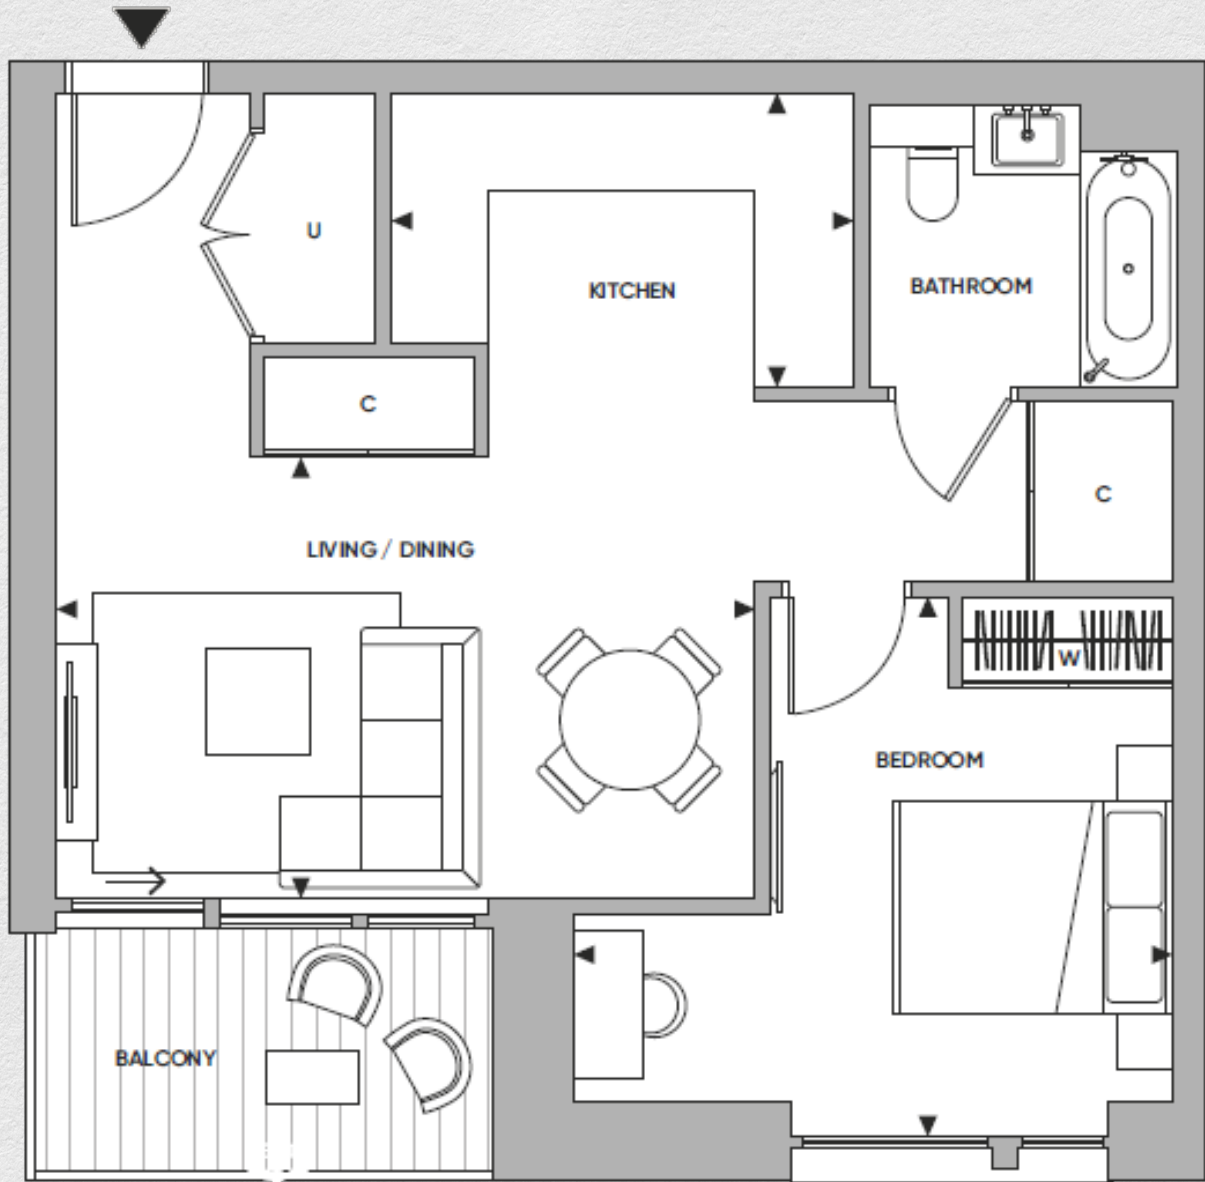 U
KITCHEN
BATHROOM
C
C
LIVING / DINING
W
BEDROOM
BALCONY